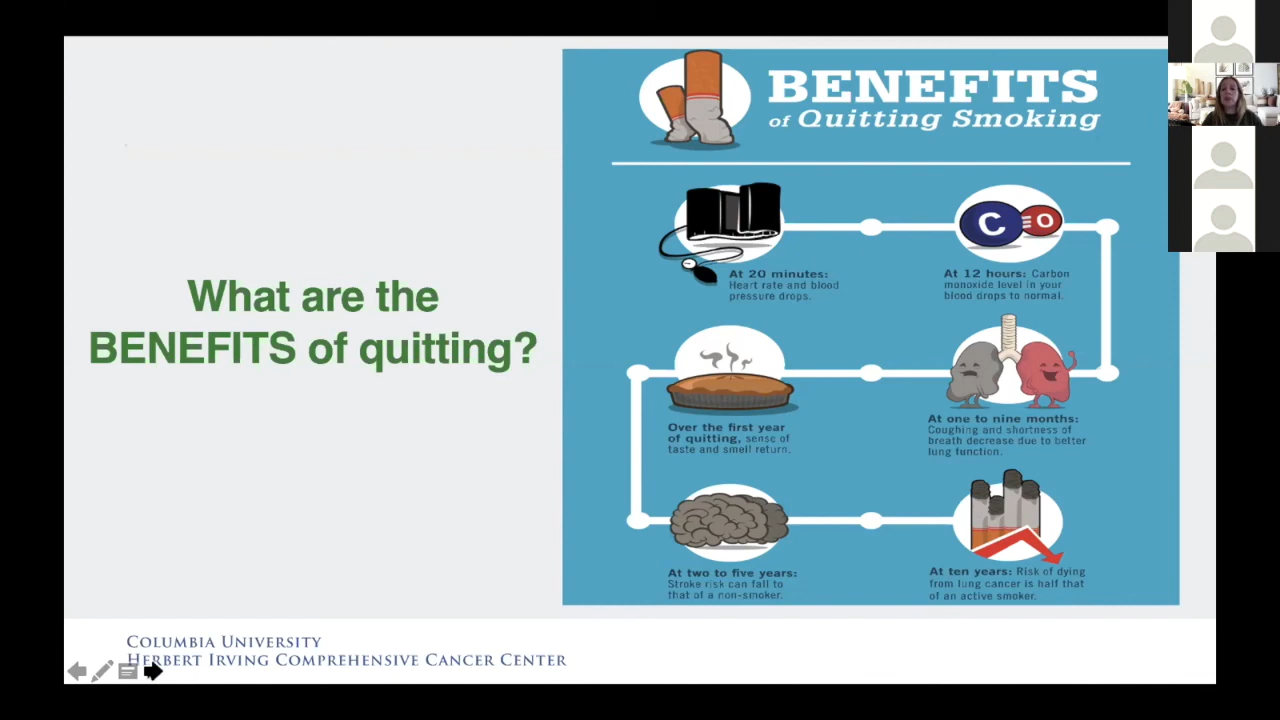 What are the
BENEFITS of quitting?
BENEFITS
of Quitting Smoking
At 20 minutes:
Heart rate and blood
pressure drops.
C O
At 12 hours: Carbon
monoxide level in your
blood drops to normal.
Over the first year
of quitting, sense of
taste and smell return.
At one to nine months:
Coughing and shortness of
breath decrease due to better
lung function.
At two to five years:
Stroke risk can fall to
that of a non-smoker.
At ten years: Risk of dying
from lung cancer is half that
of an active smoker.
COLUMBIA UNIVERSITY
HERBERT IRVING COMPREHENSIVE CANCER CENTER